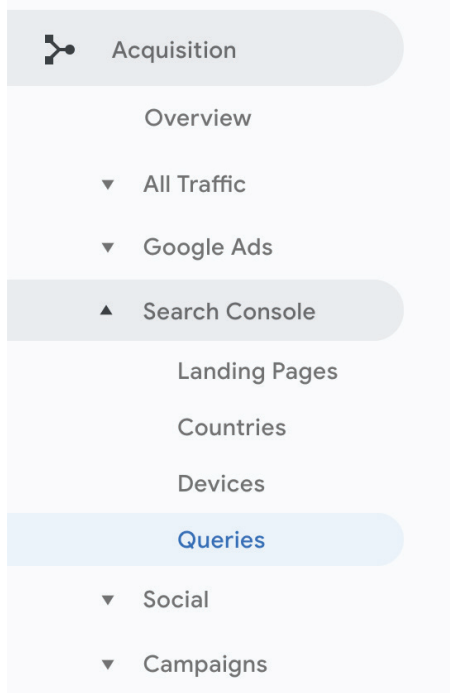 Acquisition
Overview
All Traffic
Google Ads
Search Console
Landing Pages
Countries
Devices
Queries
Social
Campaigns